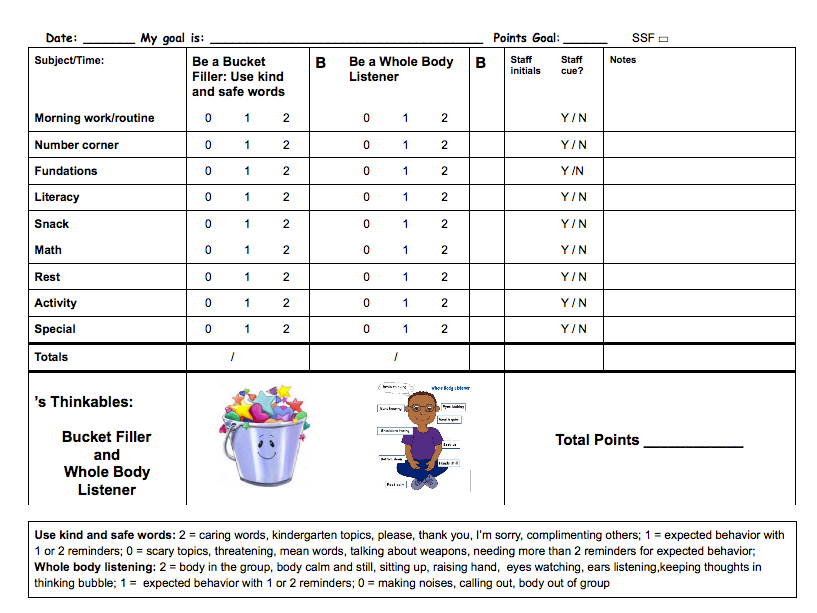 Date: _______ My goal is: ___________________________________ Points Goal: ______ SSF ▭
Subject/Time: Be a Bucket Filler: Use kind and safe words B Be a Whole Body Listener B Staff initials Staff cue? Notes
Morning work/routine 0 1 2 0 1 2 Y / N
Number corner 0 1 2 0 1 2 Y / N
Fundations 0 1 2 0 1 2 Y /N
Literacy 0 1 2 0 1 2 Y / N
Snack 0 1 2 0 1 2 Y / N
Math 0 1 2 0 1 2 Y / N
Rest 0 1 2 0 1 2 Y / N
Activity 0 1 2 0 1 2 Y / N
Special 0 1 2 0 1 2 Y / N
Totals / /
's Thinkables:
Bucket Filler
and
Whole Body
Listener
Whole Body Listener
Total Points ____________
Use kind and safe words: 2 = caring words, kindergarten topics, please, thank you, I'm sorry, complimenting others; 1 = expected behavior with
1 or 2 reminders; 0 = scary topics, threatening, mean words, talking about weapons, needing more than 2 reminders for expected behavior;
Whole body listening: 2 = body in the group, body calm and still, sitting up, raising hand, eyes watching, ears listening,keeping thoughts in
thinking bubble; 1 = expected behavior with 1 or 2 reminders; 0 = making noises, calling out, body out of group